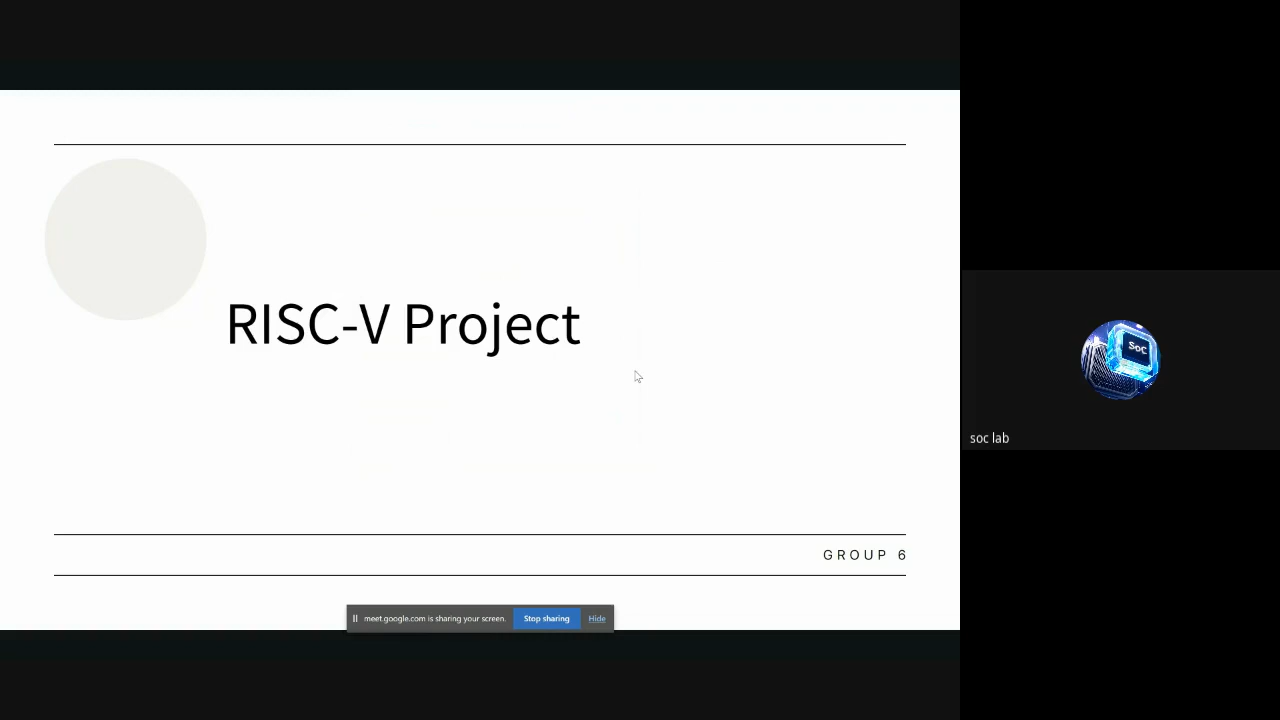 RISC-V Project
GROUP 6
meet.google.com is sharing your screen. Stop sharing Hide
SoC
soc lab